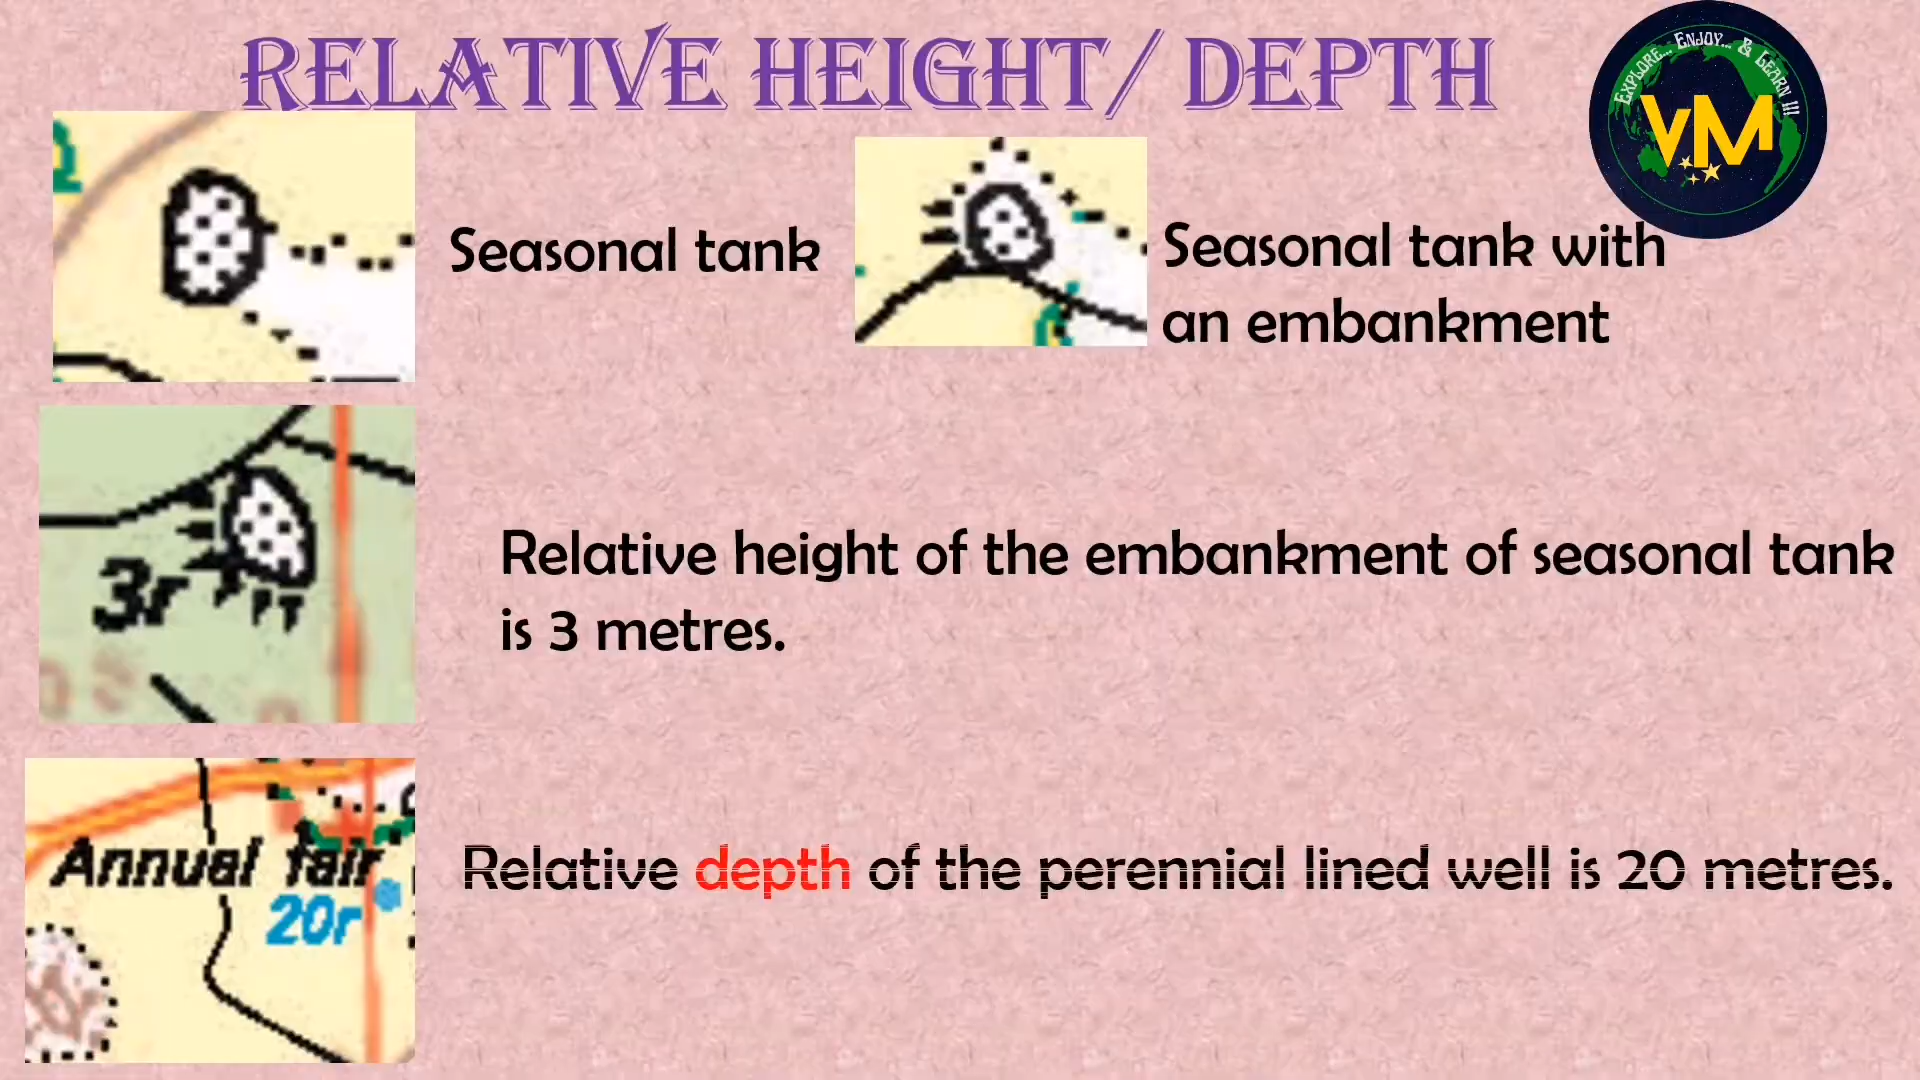 RELATIVE HEIGHT/ DEPTH
EXPLORE... ENJOY... & LEARN !!!
VM
Seasonal tank
Seasonal tank with
an embankment
3r
Relative height of the embankment of seasonal tank
is 3 metres.
Annual fair
20r
Relative depth of the perennial lined well is 20 metres.